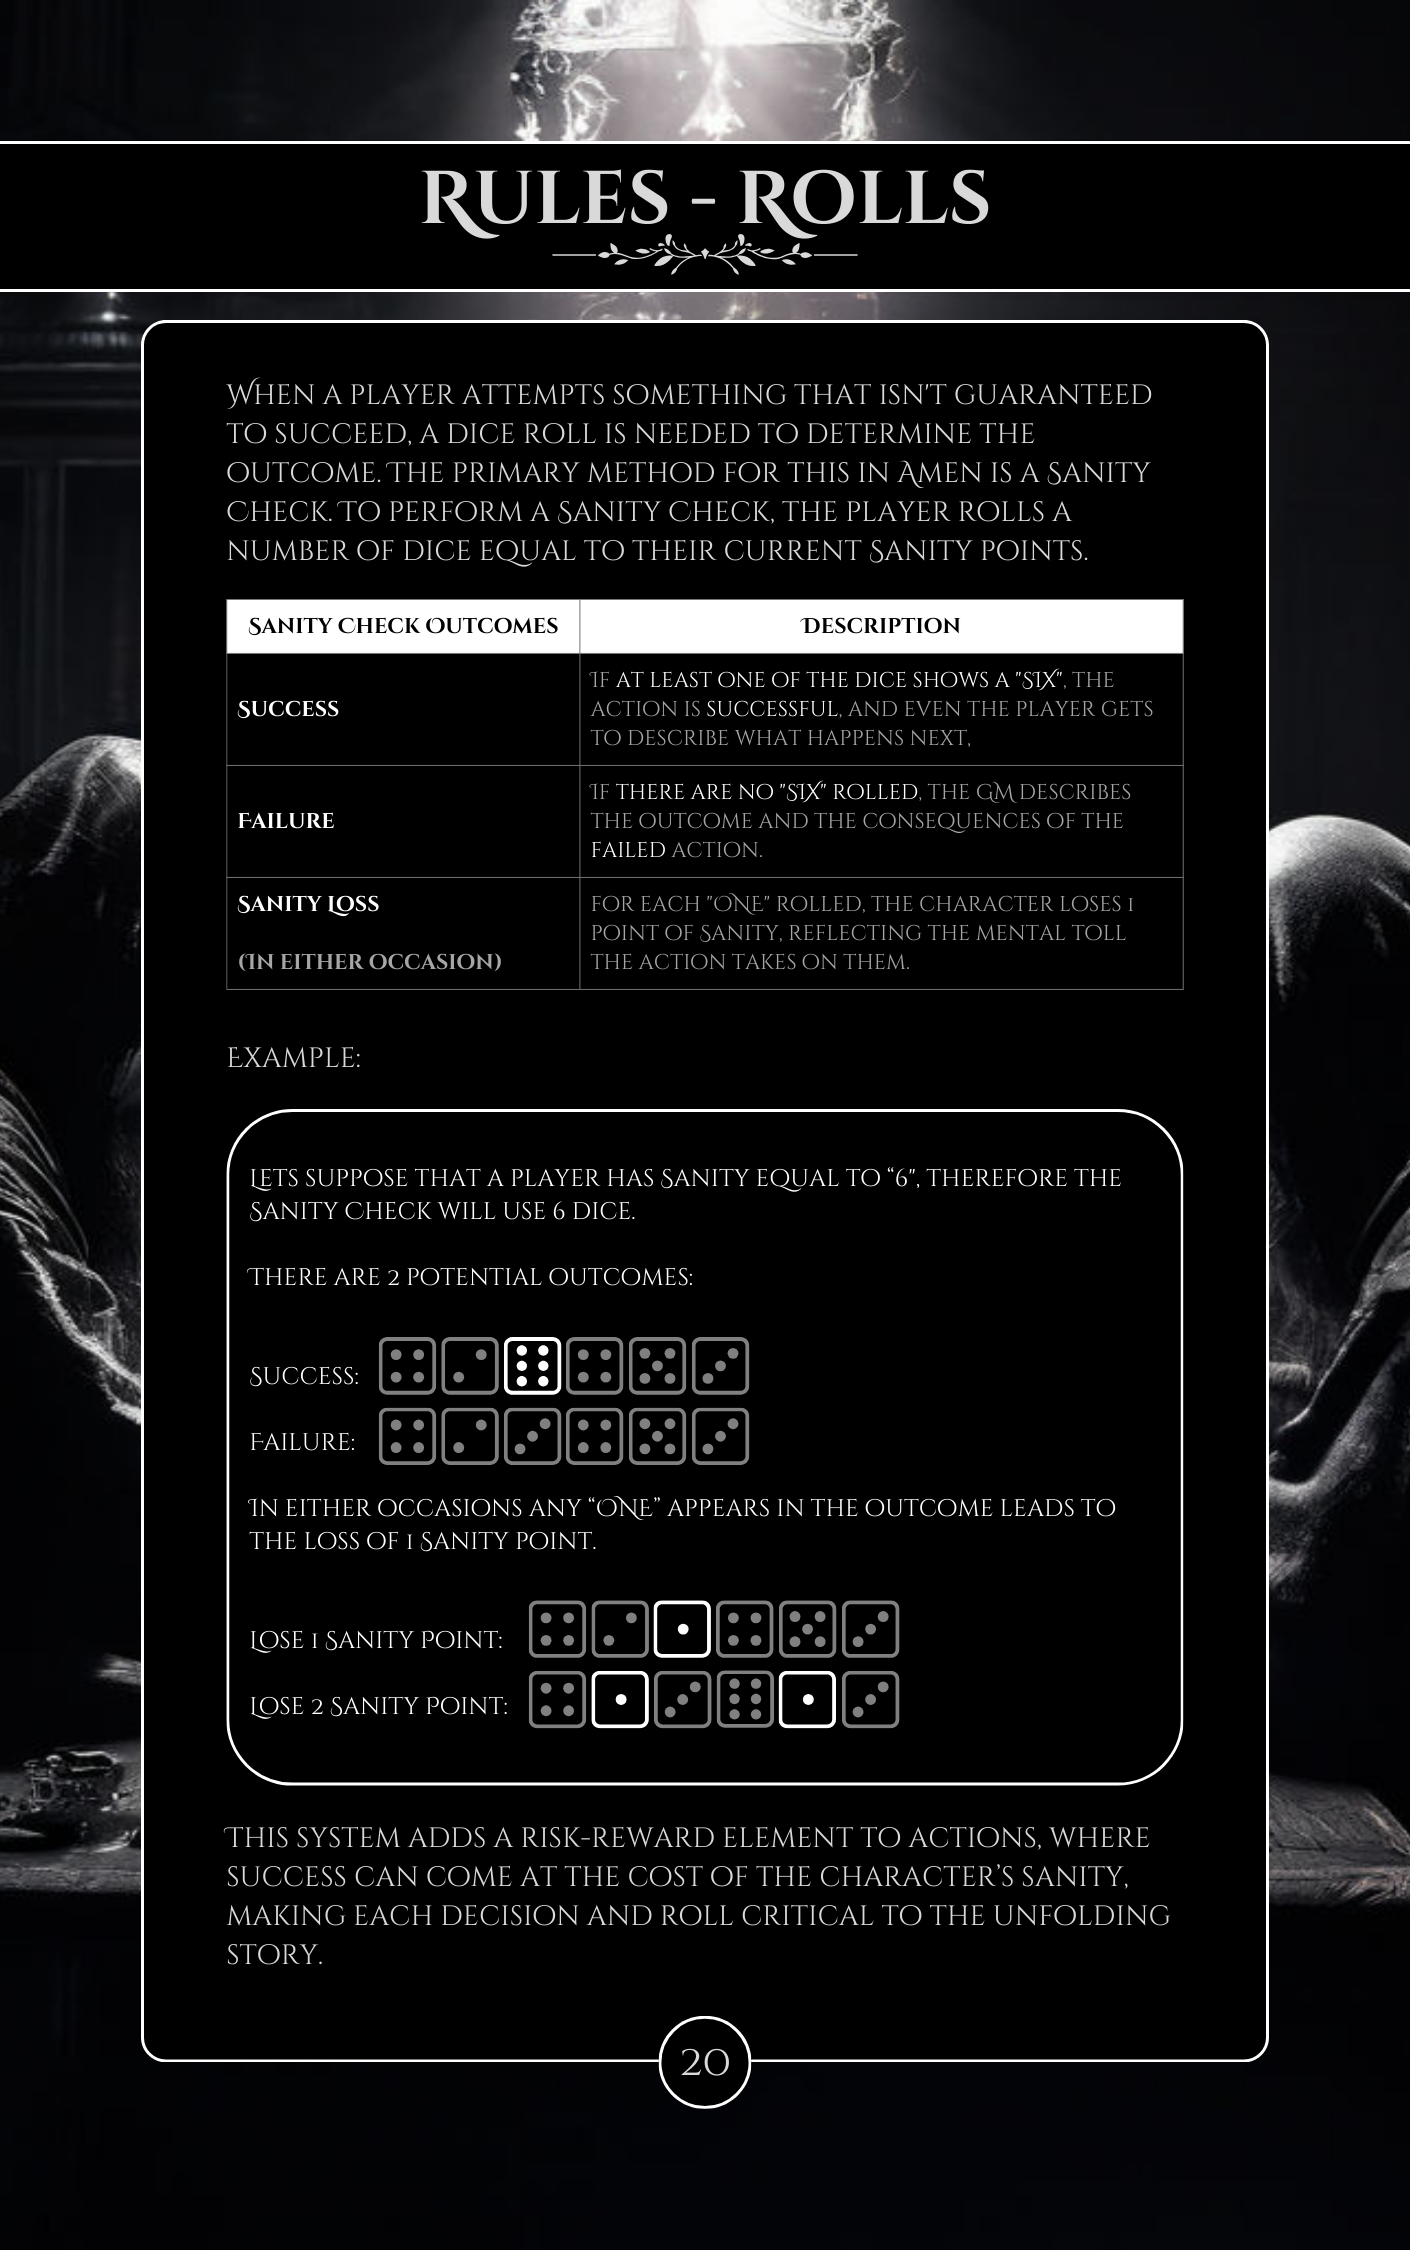 Rules - Rolls
When a player attempts something that isn't guaranteed
to succeed, a dice roll is needed to determine the
outcome. The primary method for this in Amen is a Sanity
Check. To perform a Sanity Check, the player rolls a
number of dice equal to their current Sanity points.
Sanity Check Outcomes Description
Success
If at least one of the dice shows a "SIX", the
action is successful, and even the player gets
to describe what happens next,
Failure
If there are no "SIX" rolled, the GM describes
the outcome and the consequences of the
failed action.
Sanity Loss
(In either occasion)
for each "ONE" rolled, the character loses 1
point of Sanity, reflecting the mental toll
the action takes on them.
Example:
Lets suppose that a player has Sanity equal to “6", therefore the
Sanity check will use 6 dice.
There are 2 potential outcomes:
Success:
Failure:
In either occasions any “ONE” appears in the outcome leads to
the loss of 1 Sanity point.
Lose 1 Sanity Point:
Lose 2 Sanity Point:
This system adds a risk-reward element to actions, where
success can come at the cost of the character’s sanity,
making each decision and roll critical to the unfolding
story.
20